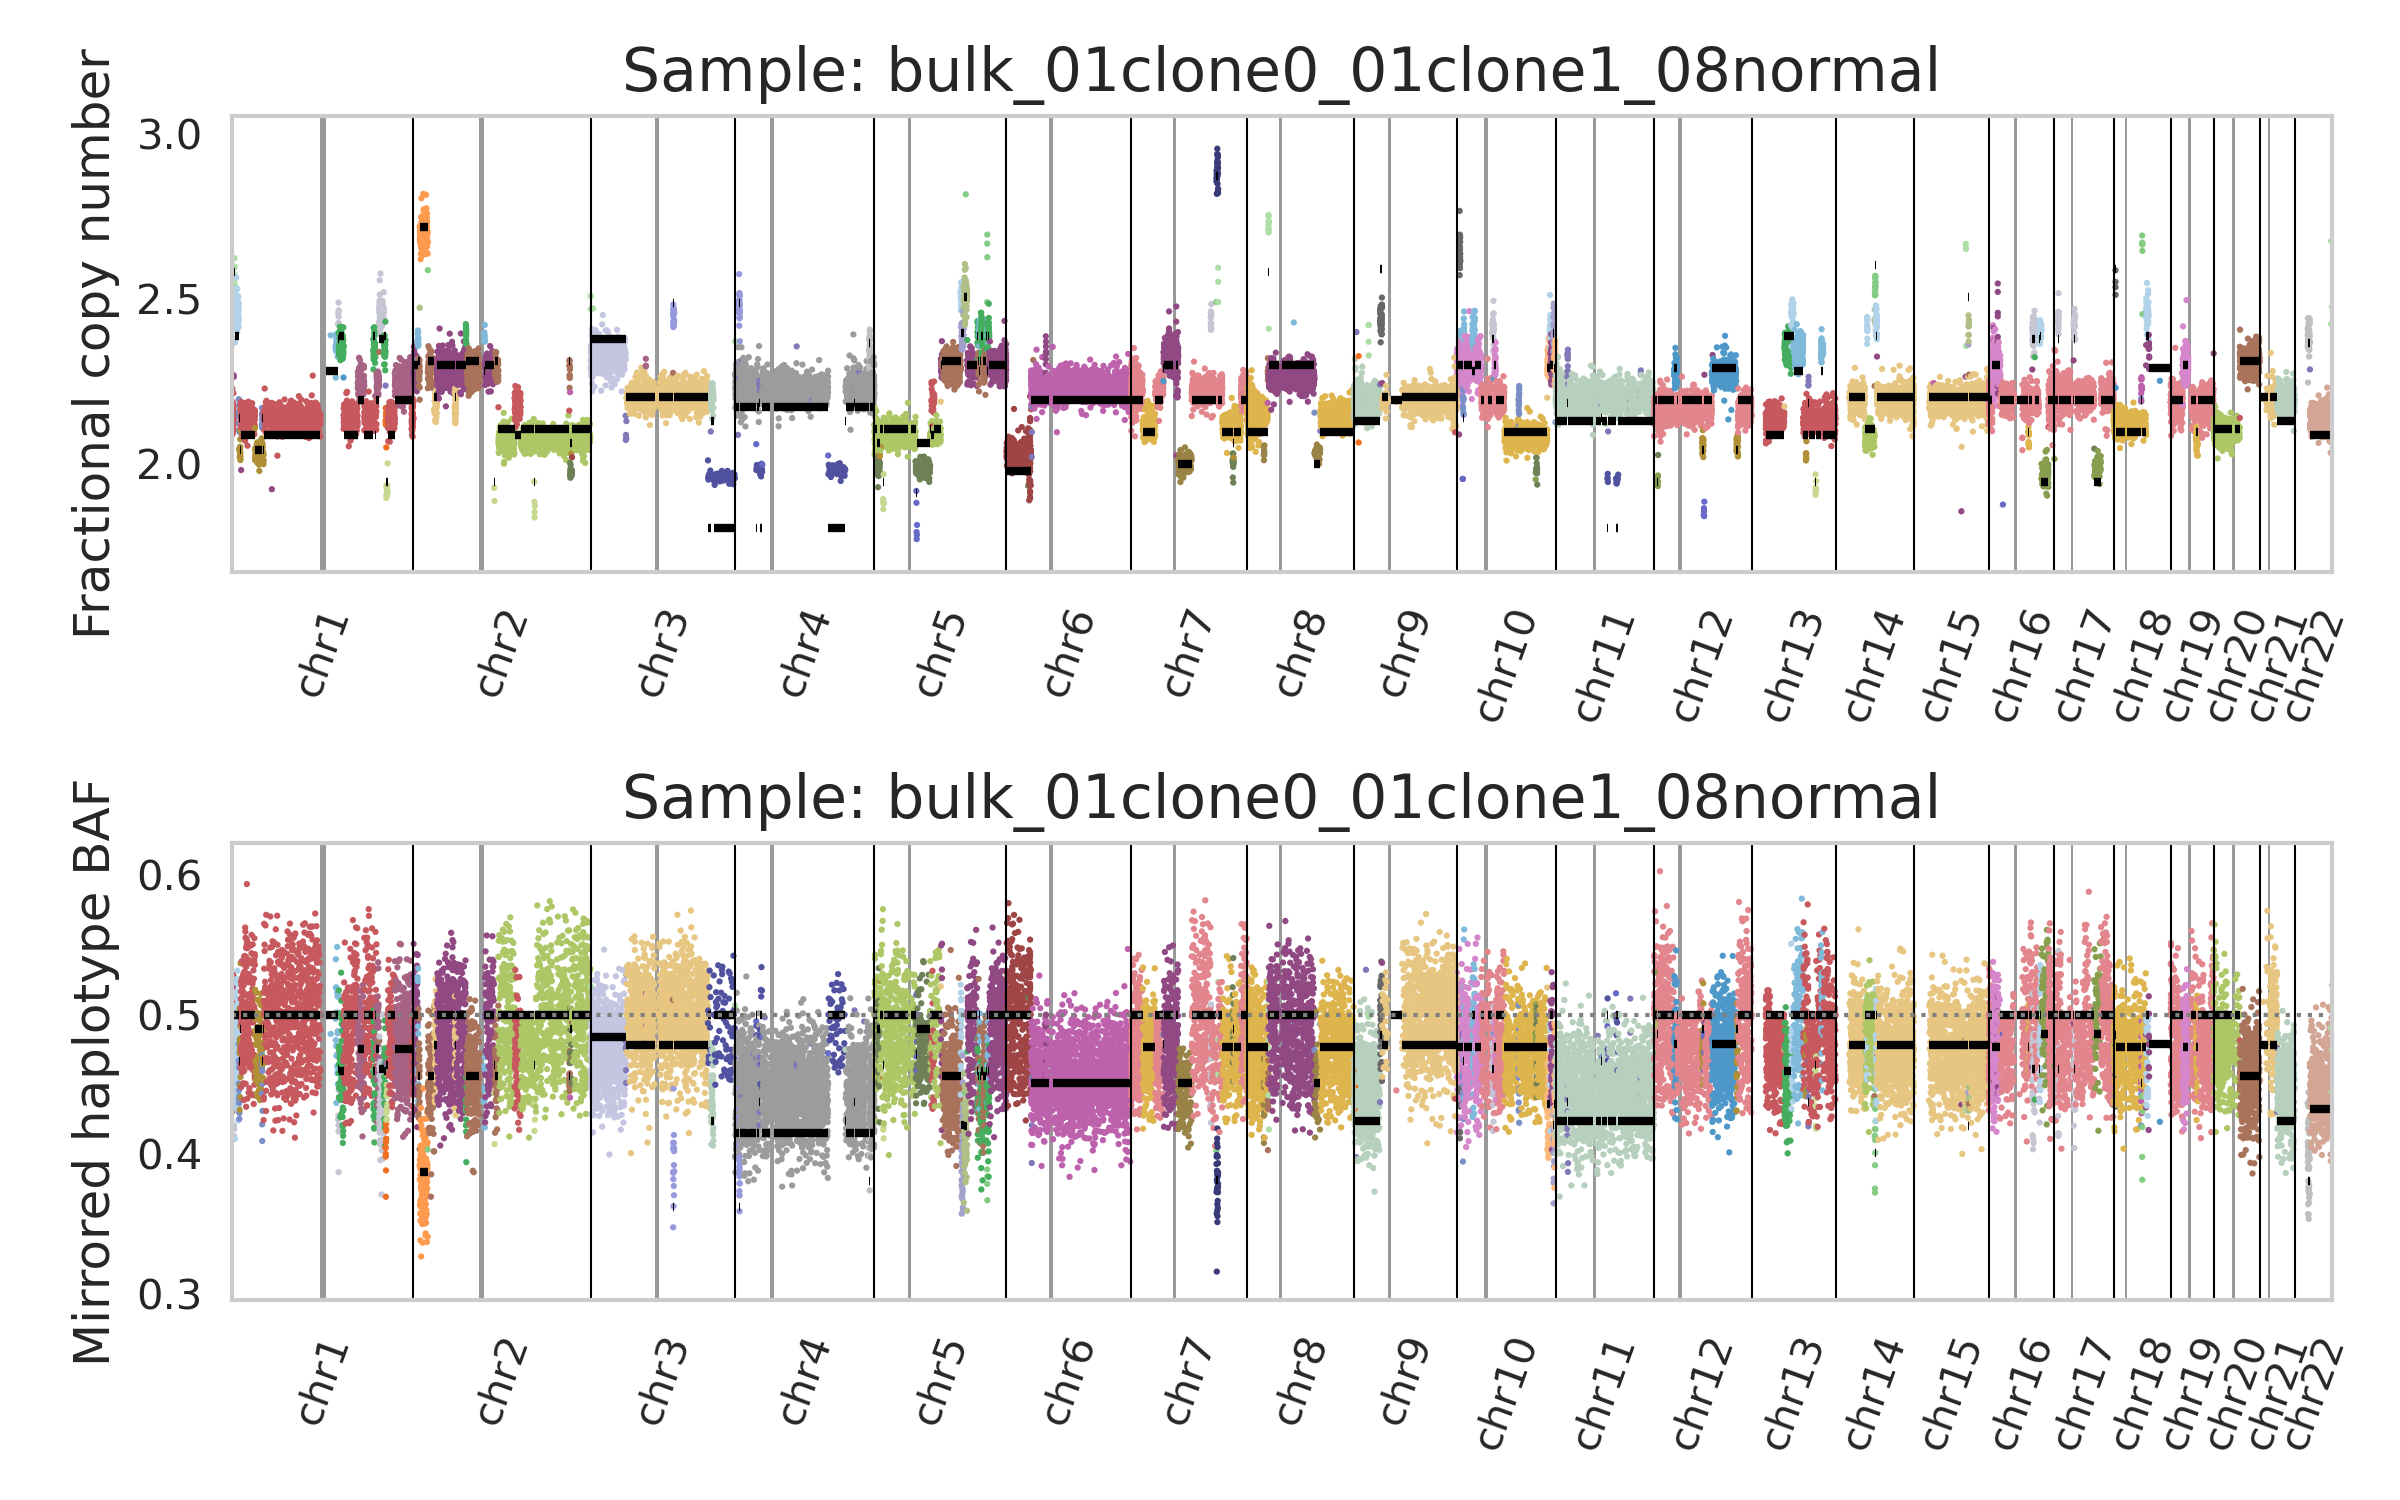 Sample: bulk_01clone0_01clone1_08normal
Fractional copy number
3.0
2.5
2.0
chr1 chr2 chr3 chr4 chr5 chr6 chr7 chr8 chr9 chr10 chr11 chr12 chr13 chr14 chr15 chr16 chr17 chr18 chr19 chr20 chr21 chr22
Sample: bulk_01clone0_01clone1_08normal
Mirrored haplotype BAF
0.6
0.5
0.4
0.3
chr1 chr2 chr3 chr4 chr5 chr6 chr7 chr8 chr9 chr10 chr11 chr12 chr13 chr14 chr15 chr16 chr17 chr18 chr19 chr20 chr21 chr22